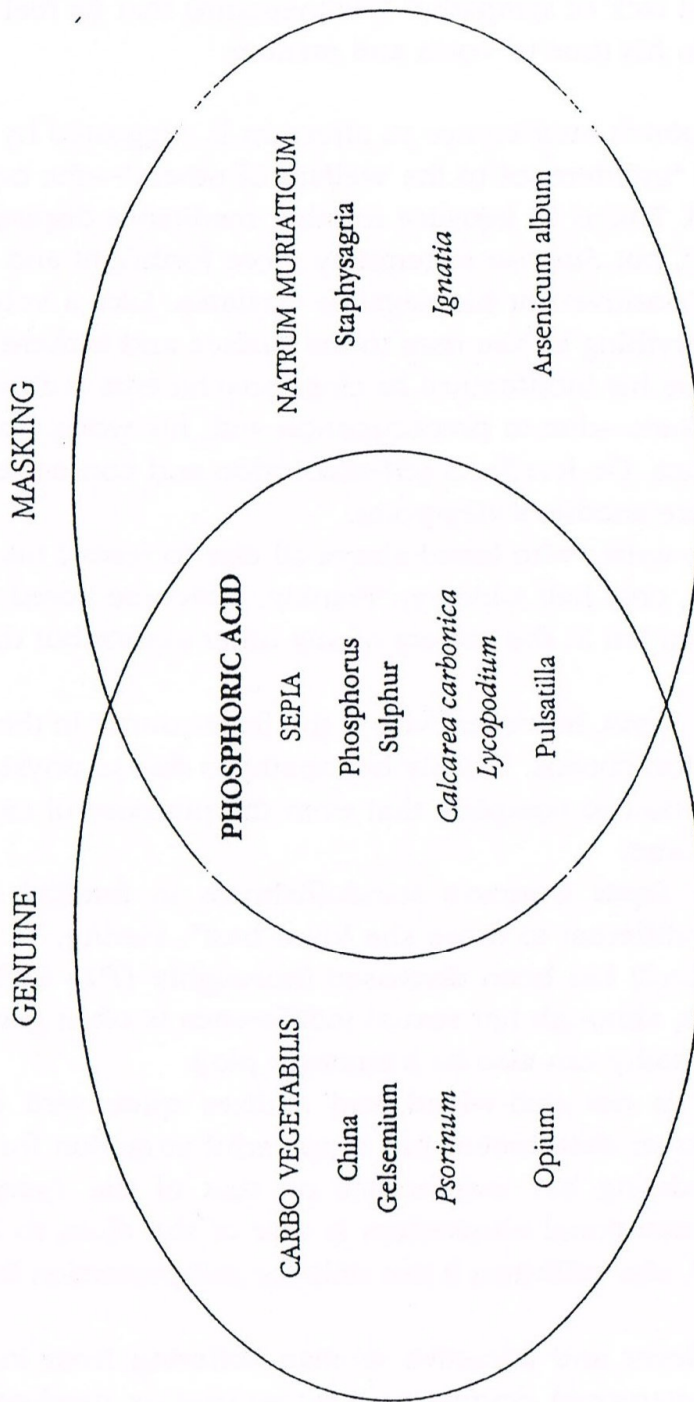 GENUINE
MASKING
CARBO VEGETABILIS
China
Gelsemium
Psorinum
Opium
PHOSPHORIC ACID
SEPIA
Phosphorus
Sulphur
Calcarea carbonica
Lycopodium
Pulsatilla
NATRUM MURIATICUM
Staphysagria
Ignatia
Arsenicum album